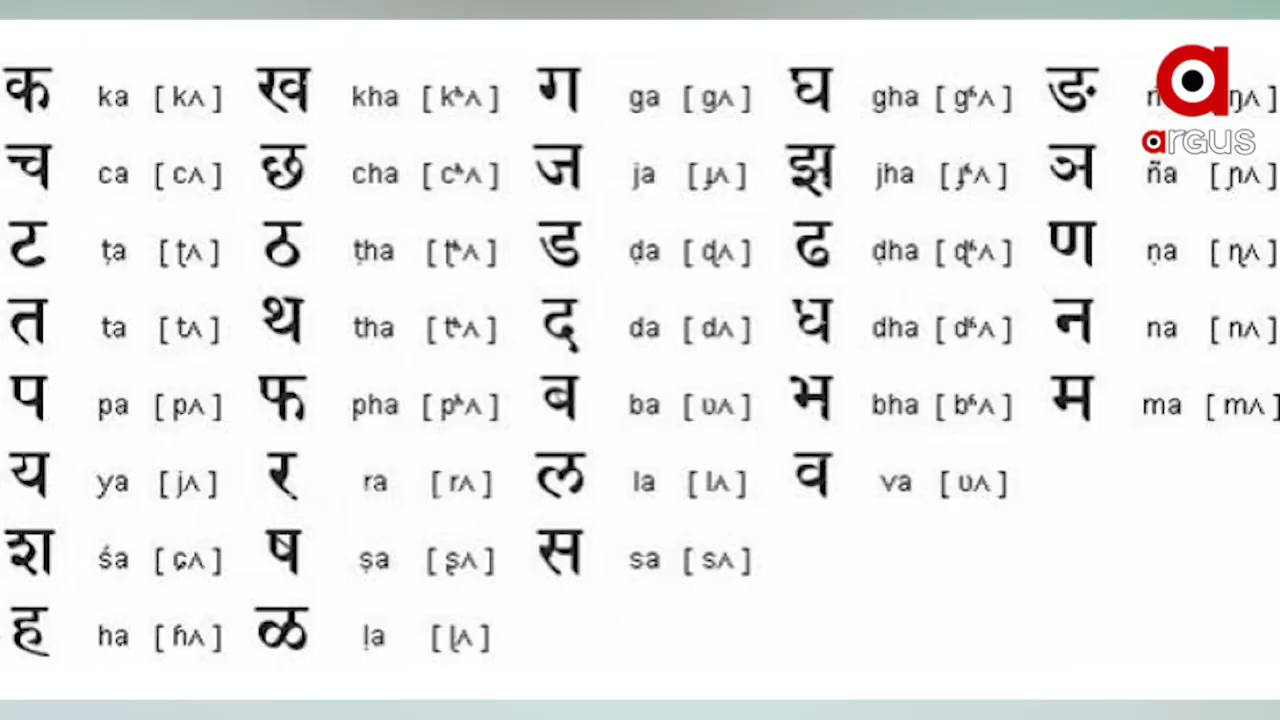 क ka [kʌ] ख kha [kʰʌ] ग ga [gʌ] घ gha [gʱʌ] ङ [ŋʌ]
argus
च ca [cʌ] छ cha [cʰʌ] ज ja [ɟʌ] झ jha [ɟʱʌ] ञ ña [ɲʌ]
ट ṭa [ʈʌ] ठ ṭha [ʈʰʌ] ड ḍa [ɖʌ] ढ ḍha [ɖʱʌ] ण ṇa [ɳʌ]
त ta [tʌ] थ tha [tʰʌ] द da [dʌ] ध dha [dʱʌ] न na [nʌ]
प pa [pʌ] फ pha [pʰʌ] व ba [ʋʌ] भ bha [bʱʌ] म ma [mʌ]
य ya [jʌ] र ra [rʌ] ल la [lʌ] व va [ʋʌ]
श śa [ɕʌ] ष ṣa [ʂʌ] स sa [sʌ]
ह ha [ɦʌ] ळ ḷa [ɭʌ]